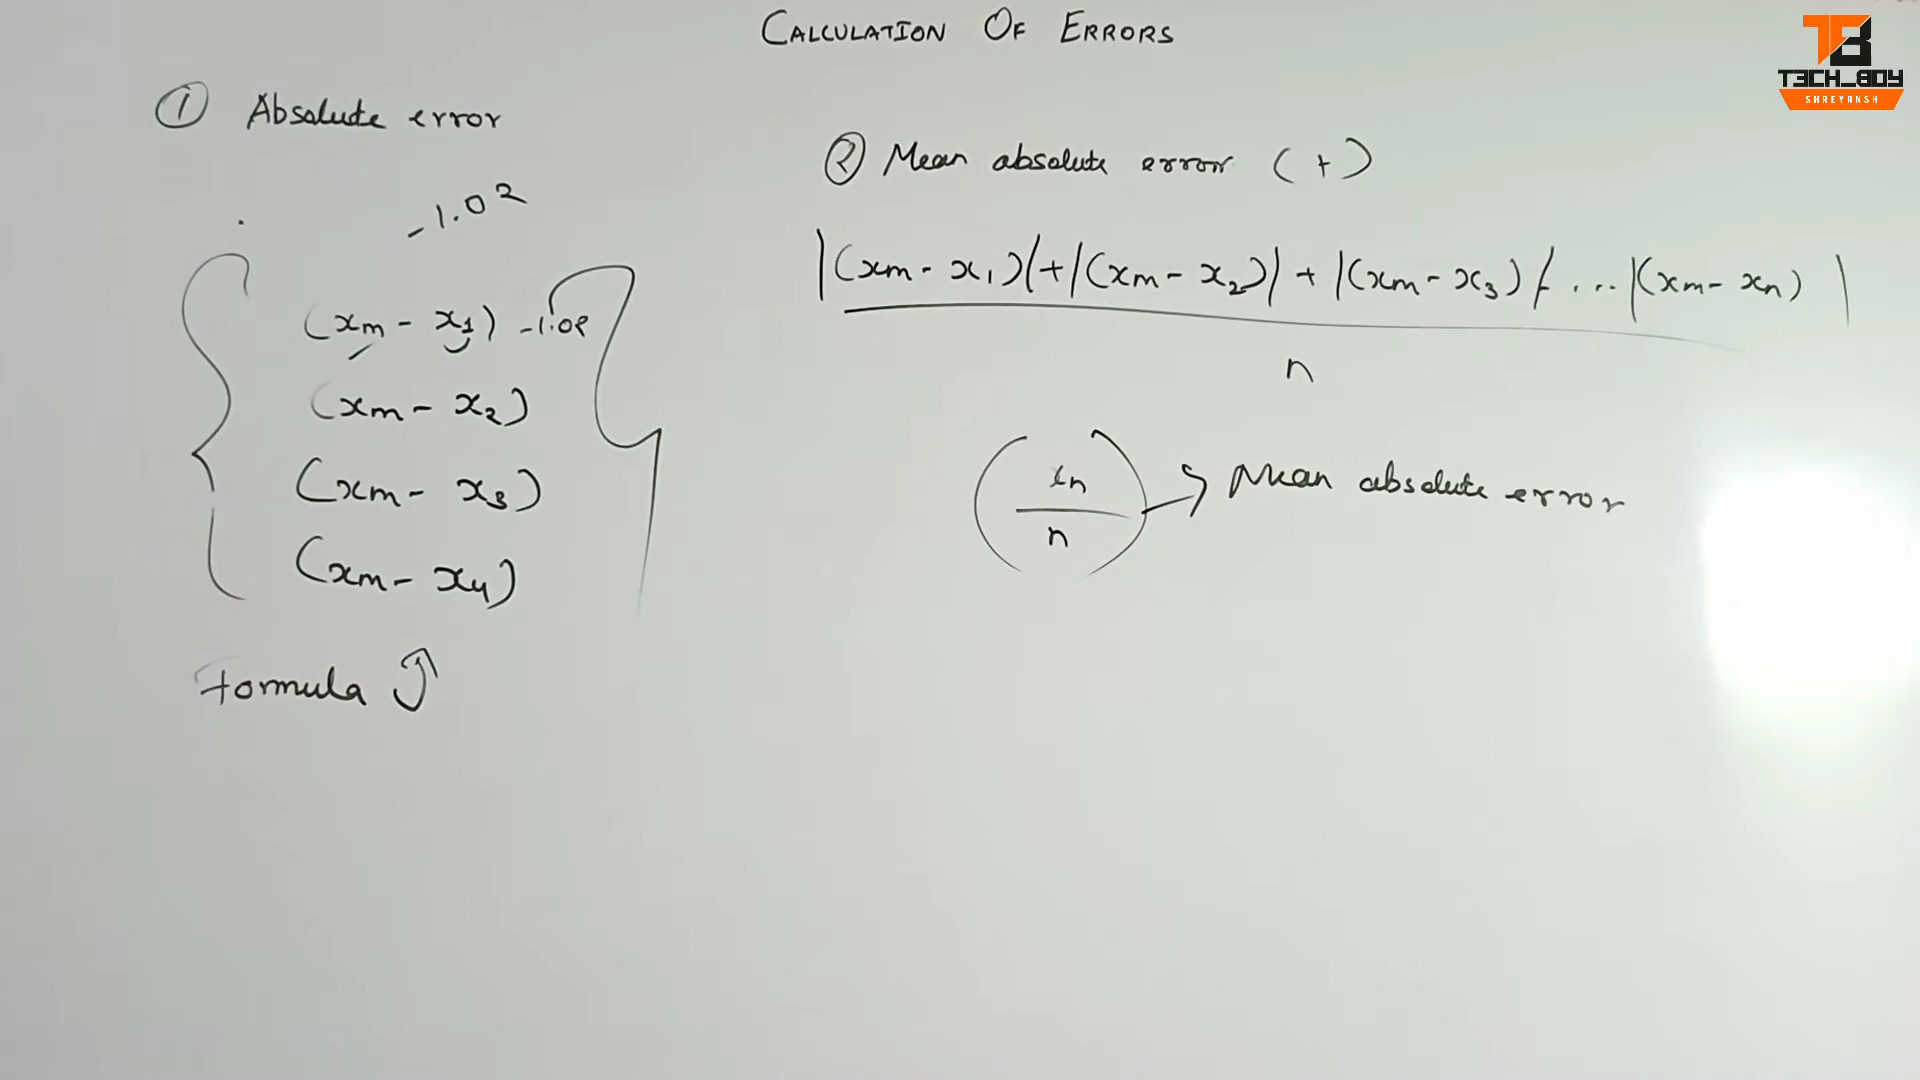 CALCULATION OF ERRORS
T3CH_BOY
SHREYANSH
① Absolute error
-1.02
(xm - x1) -1.02
(xm - x2)
(xm - x3)
(xm - x4)
Formula
② Mean absolute error (+)
|(xm - x1)|+|(xm - x2)| + |(xm - x3)| ... |(xm - xn)|
n
n
Mean absolute error